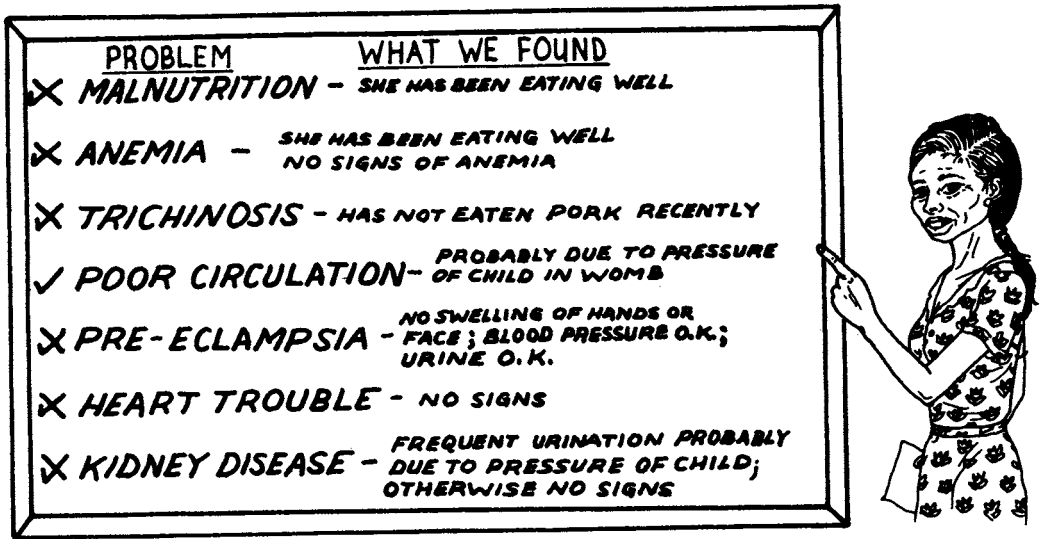 PROBLEM WHAT WE FOUND
✗ MALNUTRITION - SHE HAS BEEN EATING WELL
✗ ANEMIA - SHE HAS BEEN EATING WELL
NO SIGNS OF ANEMIA
✗ TRICHINOSIS - HAS NOT EATEN PORK RECENTLY
✓ POOR CIRCULATION - PROBABLY DUE TO PRESSURE
OF CHILD IN WOMB
✗ PRE-ECLAMPSIA - NO SWELLING OF HANDS OR
FACE; BLOOD PRESSURE O.K.;
URINE O.K.
✗ HEART TROUBLE - NO SIGNS
✗ KIDNEY DISEASE - FREQUENT URINATION PROBABLY
DUE TO PRESSURE OF CHILD;
OTHERWISE NO SIGNS